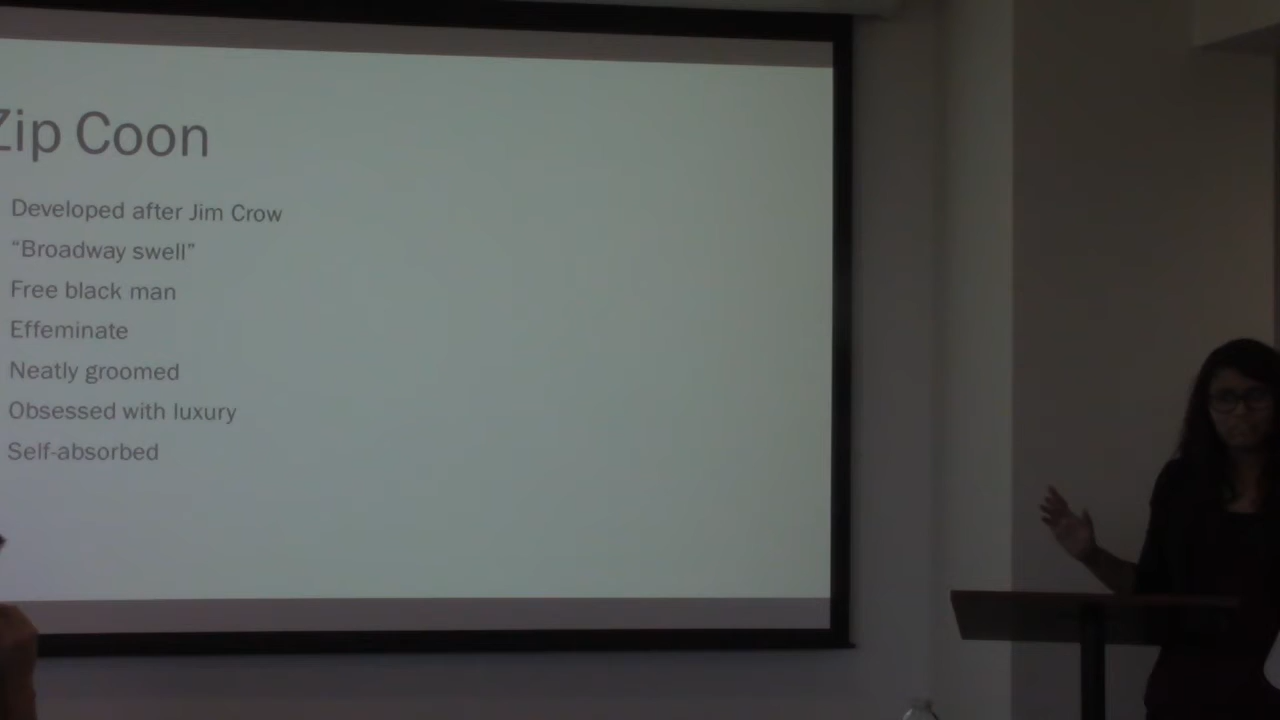 Zip Coon
Developed after Jim Crow
“Broadway swell”
Free black man
Effeminate
Neatly groomed
Obsessed with luxury
Self-absorbed